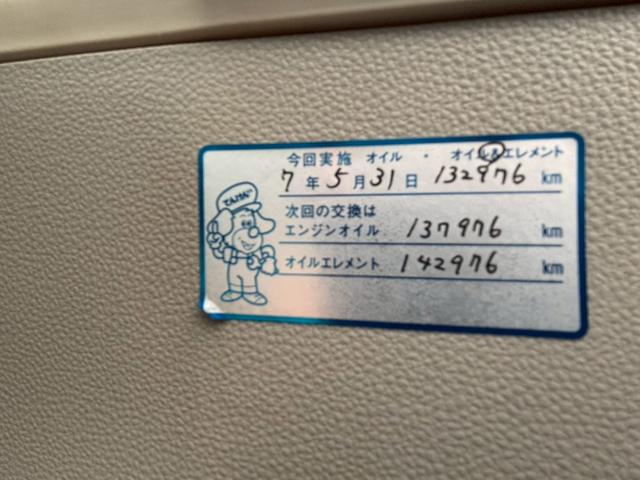 今回実施 オイル ・ オイル&エレメント
7年5月31日 132976 km
次回の交換は
エンジンオイル 137976 km
オイルエレメント 142976 km